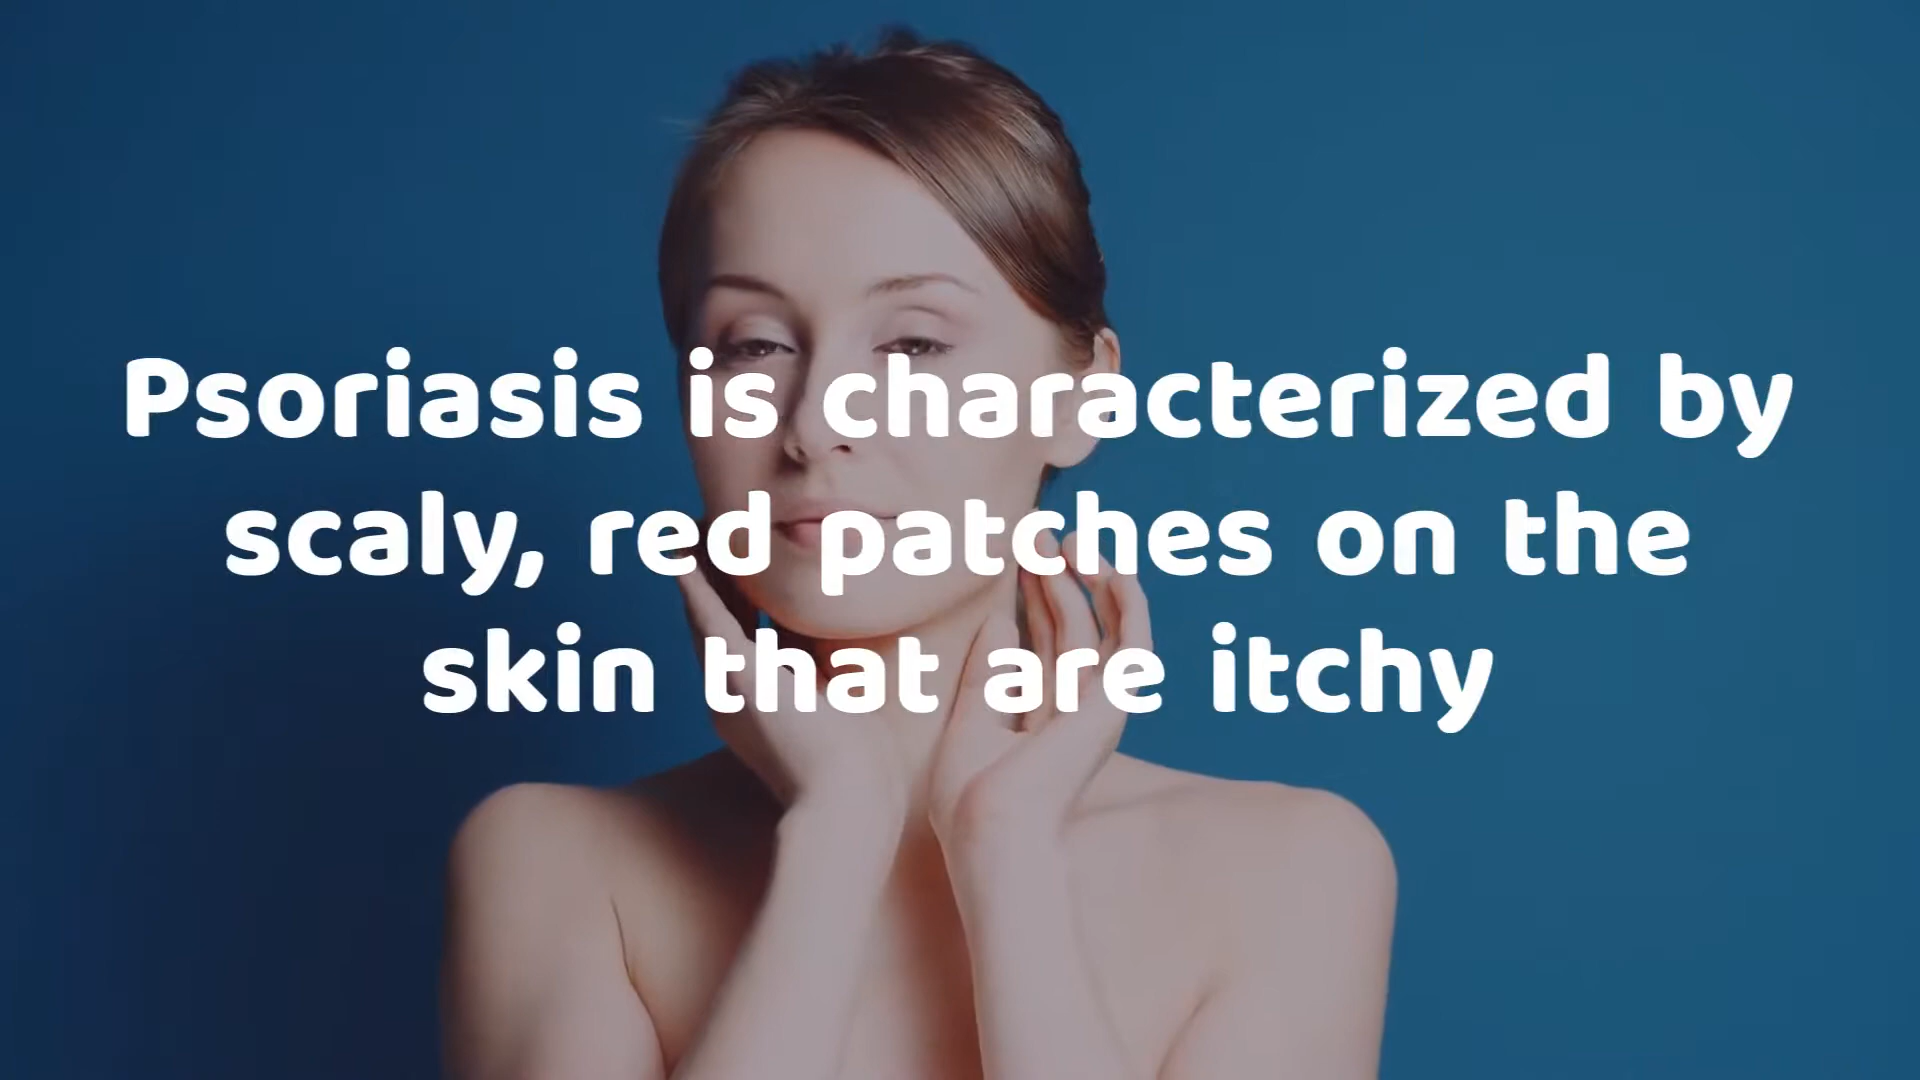 Psoriasis is characterized by
scaly, red patches on the
skin that are itchy